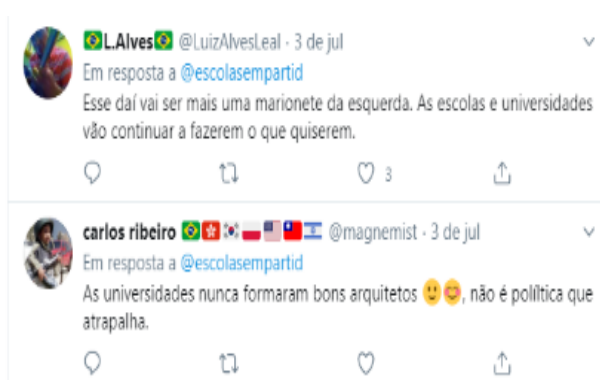 🇧🇷L.Alves🇧🇷 @LuizAlvesLeal · 3 de jul
Em resposta a @escolasempartid
Esse daí vai ser mais uma marionete da esquerda. As escolas e universidades
vão continuar a fazerem o que quiserem.
3
carlos ribeiro 🇧🇷🇭🇰🇰🇷🇵🇱🇺🇸🇹🇼🇮🇱 @magnemist · 3 de jul
Em resposta a @escolasempartid
As universidades nunca formaram bons arquitetos 🙂😊, não é políltica que
atrapalha.